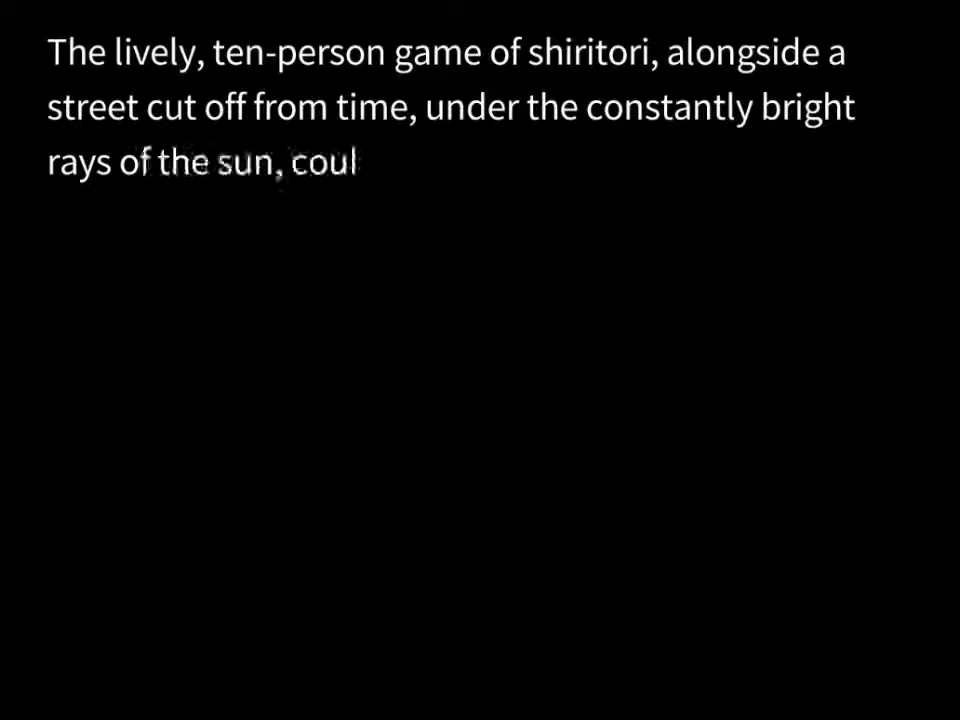 The lively, ten-person game of shiritori, alongside a
street cut off from time, under the constantly bright
rays of the sun, coul